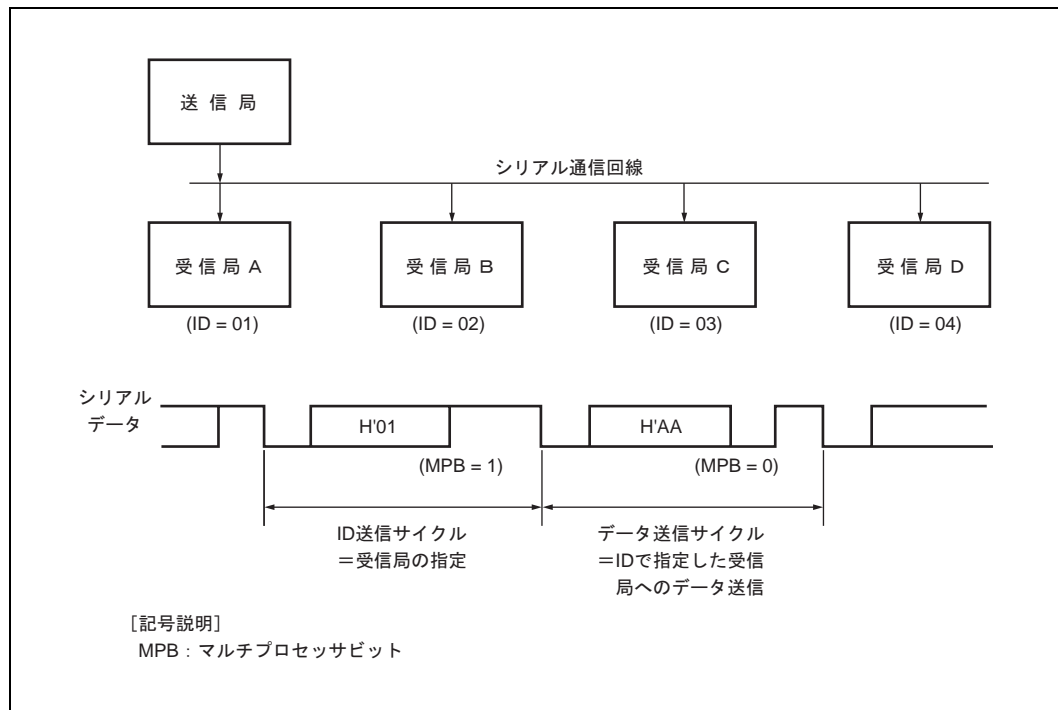 送 信 局
シリアル通信回線
受 信 局 A
受 信 局 B
受 信 局 C
受 信 局 D
(ID = 01)
(ID = 02)
(ID = 03)
(ID = 04)
シリアル
データ
H'01
H'AA
(MPB = 1)
(MPB = 0)
ID送信サイクル
＝受信局の指定
データ送信サイクル
＝IDで指定した受信
局へのデータ送信
［記号説明］
MPB：マルチプロセッサビット